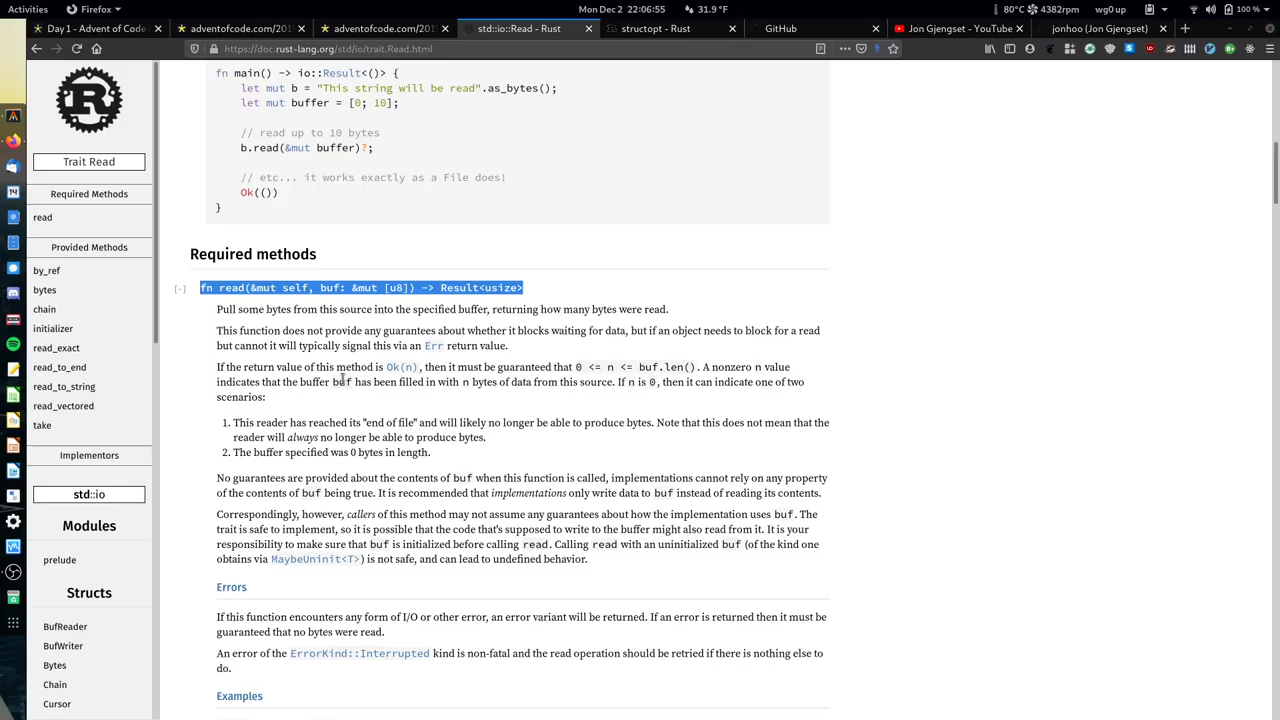 Activities
Firefox
Mon Dec 2 22:06:55
31.9 °F
80°C
4382rpm
wg0 up
100 %
Day 1 - Advent of Code
adventofcode.com/201
adventofcode.com/201
std::io::Read - Rust
structopt - Rust
GitHub
Jon Gjengset - YouTube
jonhoo (Jon Gjengset)
https://doc.rust-lang.org/std/io/trait.Read.html
Trait Read
Required Methods
read
Provided Methods
by_ref
bytes
chain
initializer
read_exact
read_to_end
read_to_string
read_vectored
take
Implementors
std::io
Modules
prelude
Structs
BufReader
BufWriter
Bytes
Chain
Cursor
fn main() -> io::Result<()> {
let mut b = "This string will be read".as_bytes();
let mut buffer = [0; 10];
// read up to 10 bytes
b.read(&mut buffer)?;
// etc... it works exactly as a File does!
Ok(())
}
Required methods
[-] fn read(&mut self, buf: &mut [u8]) -> Result<usize>
Pull some bytes from this source into the specified buffer, returning how many bytes were read.
This function does not provide any guarantees about whether it blocks waiting for data, but if an object needs to block for a read
but cannot it will typically signal this via an Err return value.
If the return value of this method is Ok(n), then it must be guaranteed that 0 <= n <= buf.len(). A nonzero n value
indicates that the buffer buf has been filled in with n bytes of data from this source. If n is 0, then it can indicate one of two
scenarios:
1. This reader has reached its "end of file" and will likely no longer be able to produce bytes. Note that this does not mean that the
reader will always no longer be able to produce bytes.
2. The buffer specified was 0 bytes in length.
No guarantees are provided about the contents of buf when this function is called, implementations cannot rely on any property
of the contents of buf being true. It is recommended that implementations only write data to buf instead of reading its contents.
Correspondingly, however, callers of this method may not assume any guarantees about how the implementation uses buf. The
trait is safe to implement, so it is possible that the code that's supposed to write to the buffer might also read from it. It is your
responsibility to make sure that buf is initialized before calling read. Calling read with an uninitialized buf (of the kind one
obtains via MaybeUninit<T>) is not safe, and can lead to undefined behavior.
Errors
If this function encounters any form of I/O or other error, an error variant will be returned. If an error is returned then it must be
guaranteed that no bytes were read.
An error of the ErrorKind::Interrupted kind is non-fatal and the read operation should be retried if there is nothing else to
do.
Examples